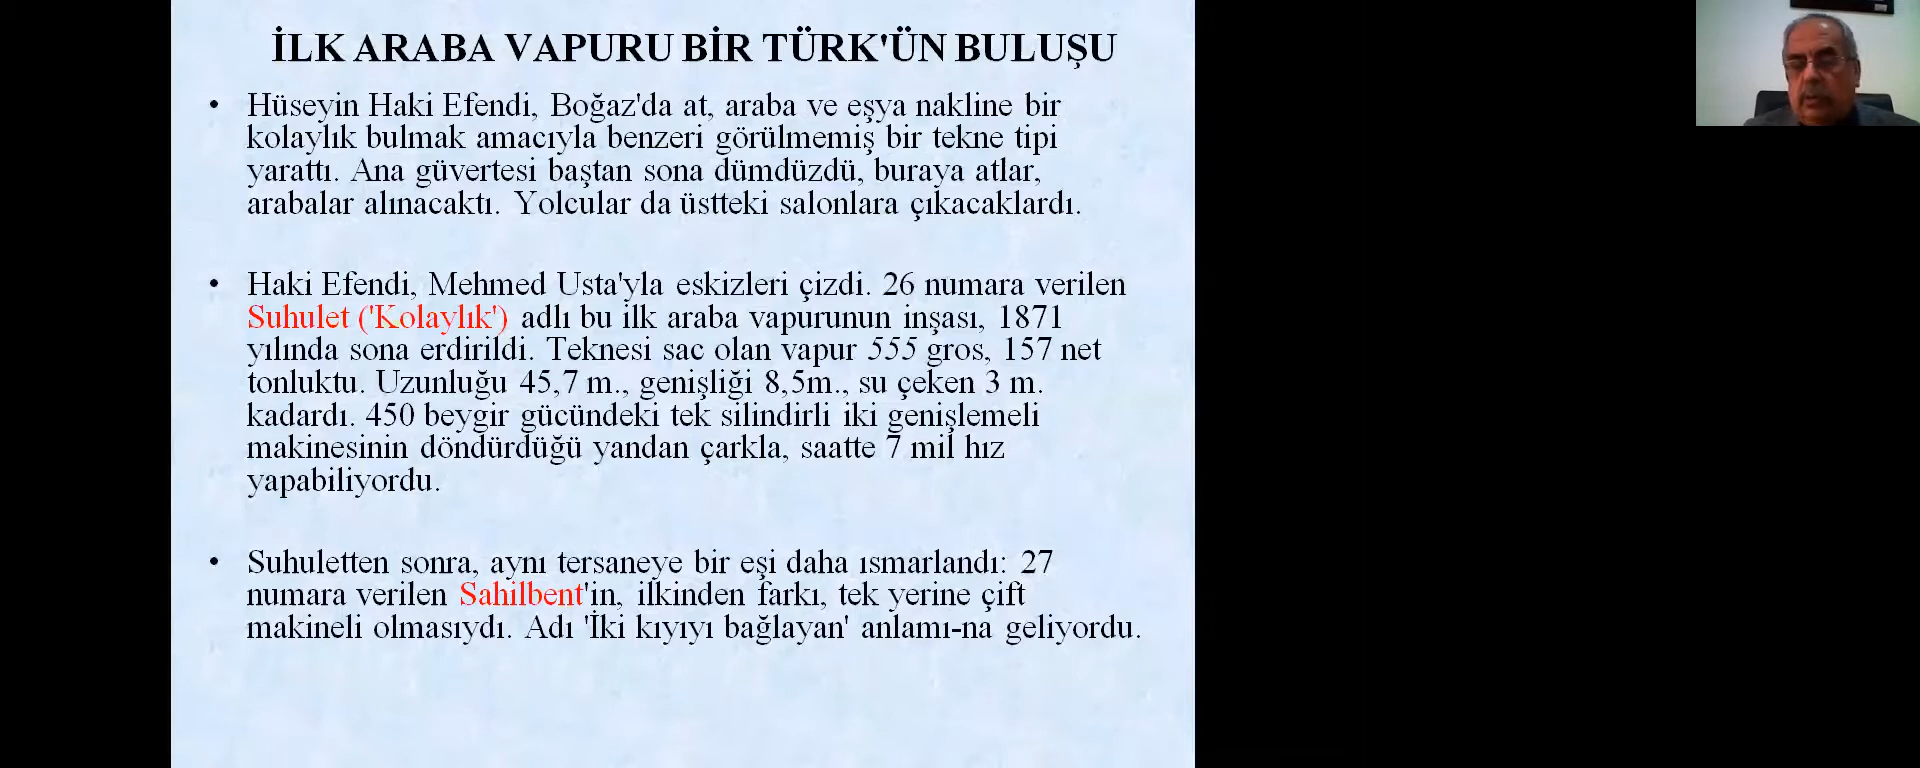 İLK ARABA VAPURU BİR TÜRK'ÜN BULUŞU
• Hüseyin Haki Efendi, Boğaz'da at, araba ve eşya nakline bir
kolaylık bulmak amacıyla benzeri görülmemiş bir tekne tipi
yarattı. Ana güvertesi baştan sona dümdüzdü, buraya atlar,
arabalar alınacaktı. Yolcular da üstteki salonlara çıkacaklardı.
• Haki Efendi, Mehmed Usta'yla eskizleri çizdi. 26 numara verilen
Suhulet ('Kolaylık') adlı bu ilk araba vapurunun inşası, 1871
yılında sona erdirildi. Teknesi sac olan vapur 555 gros, 157 net
tonluktu. Uzunluğu 45,7 m., genişliği 8,5m., su çeken 3 m.
kadardı. 450 beygir gücündeki tek silindirli iki genişlemeli
makinesinin döndürdüğü yandan çarkla, saatte 7 mil hız
yapabiliyordu.
• Suhuletten sonra, aynı tersaneye bir eşi daha ısmarlandı: 27
numara verilen Sahilbent'in, ilkinden farkı, tek yerine çift
makineli olmasıydı. Adı 'İki kıyıyı bağlayan' anlamı-na geliyordu.